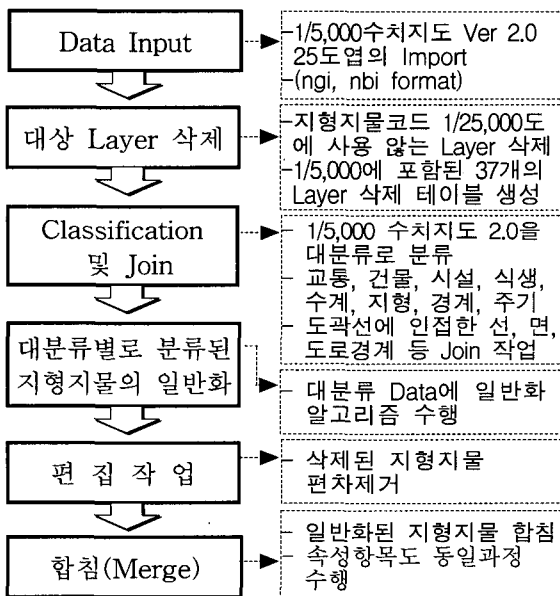 Data Input
-1/5,000수치지도 Ver 2.0
25도엽의 Import
-(ngi, nbi format)
대상 Layer 삭제
-지형지물코드 1/25,000도
에 사용 않는 Layer 삭제
-1/5,000에 포함된 37개의
Layer 삭제 테이블 생성
Classification
및 Join
- 1/5,000 수치지도 2.0을
대분류로 분류
- 교통, 건물, 시설, 식생,
수계, 지형, 경계, 주기
- 도곽선에 인접한 선, 면,
도로경계 등 Join 작업
대분류별로 분류된
지형지물의 일반화
- 대분류 Data에 일반화
알고리즘 수행
편 집 작 업
- 삭제된 지형지물
편차제거
합침(Merge)
- 일반화된 지형지물 합침
- 속성항목도 동일과정
수행